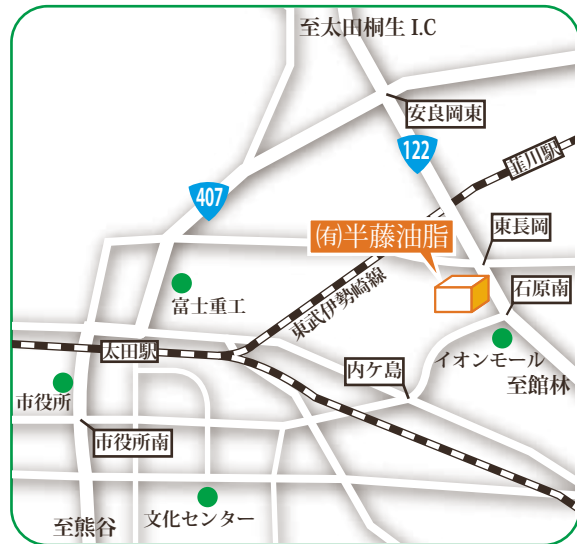 至太田桐生 I.C
安良岡東
122
韮川駅
407
㈲半藤油脂
東長岡
石原南
富士重工
東武伊勢崎線
太田駅
イオンモール
内ケ島
至館林
市役所
市役所南
文化センター
至熊谷